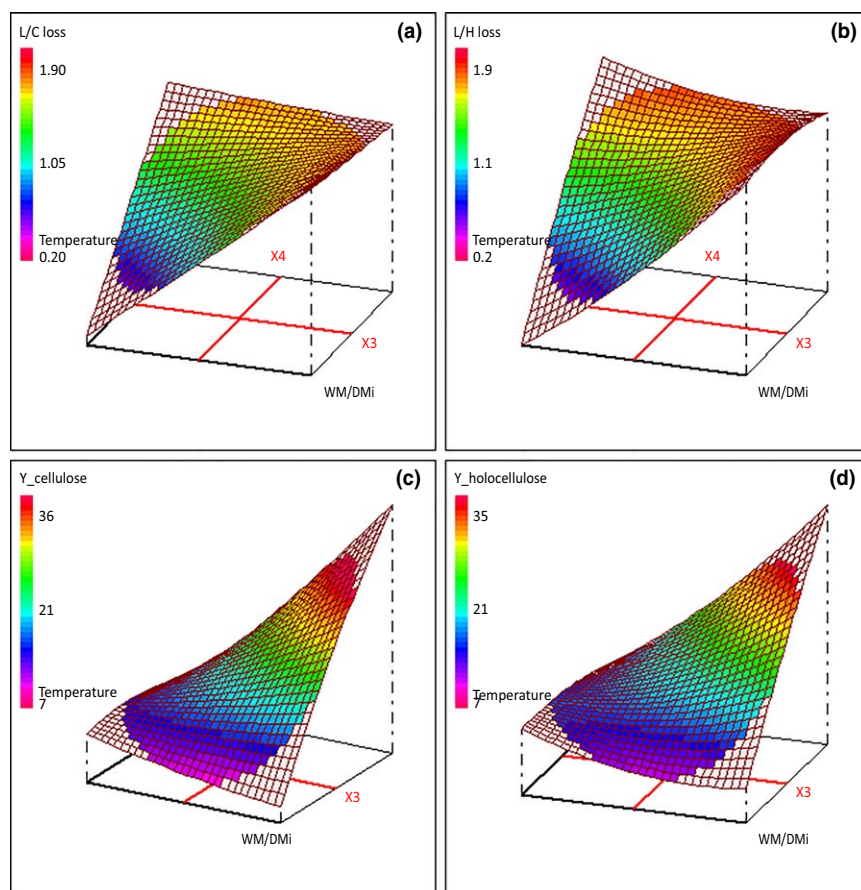 L/C loss
(a)
1.90
1.05
Temperature
0.20
X4
X3
WM/DMi
L/H loss
(b)
1.9
1.1
Temperature
0.2
X4
X3
WM/DMi
Y_cellulose
(c)
36
21
Temperature
7
X3
WM/DMi
Y_holocellulose
(d)
35
21
Temperature
7
X3
WM/DMi